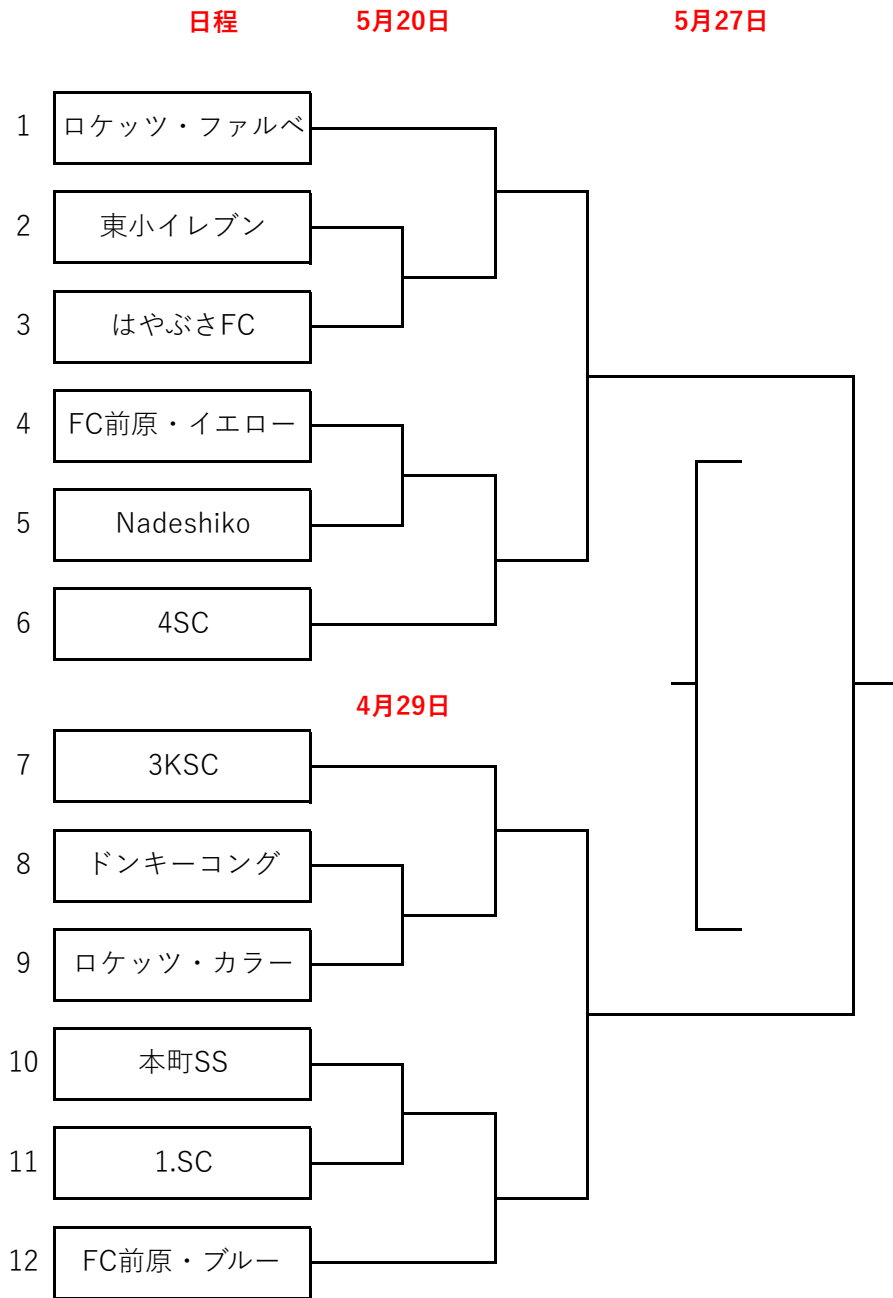 日程 5月20日 5月27日
1 ロケッツ・ファルベ
2 東小イレブン
3 はやぶさFC
4 FC前原・イエロー
5 Nadeshiko
6 4SC
4月29日
7 3KSC
8 ドンキーコング
9 ロケッツ・カラー
10 本町SS
11 1.SC
12 FC前原・ブルー